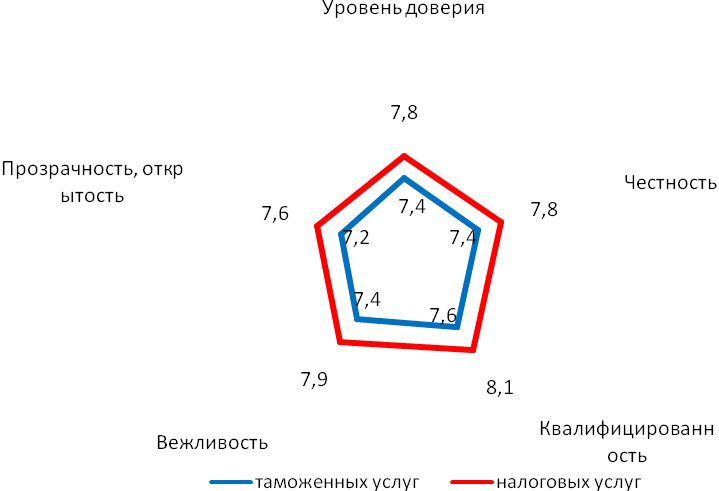 Уровень доверия
7,8
Прозрачность, откр
ытость
Честность
7,6
7,4
7,8
7,2
7,4
7,4
7,6
7,9
8,1
Вежливость
Квалифицированн
ость
таможенных услуг
налоговых услуг